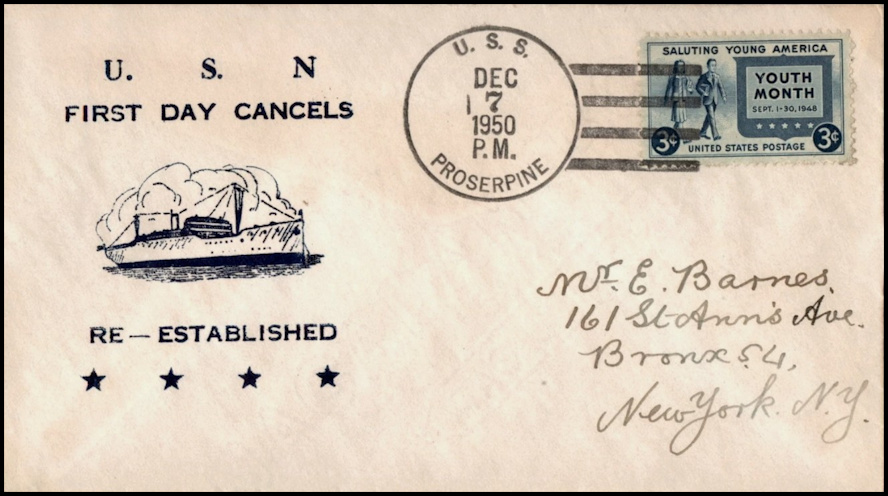 U. S. N
FIRST DAY CANCELS
RE—ESTABLISHED
U. S. S.
DEC
17
1950
P.M.
PROSERPINE
SALUTING YOUNG AMERICA
YOUTH
MONTH
SEPT. 1-30, 1948
3¢ 3¢
UNITED STATES POSTAGE
Mr. E. Barnes.
161 St Ann's Ave.
Bronx 54,
New York. N.Y.